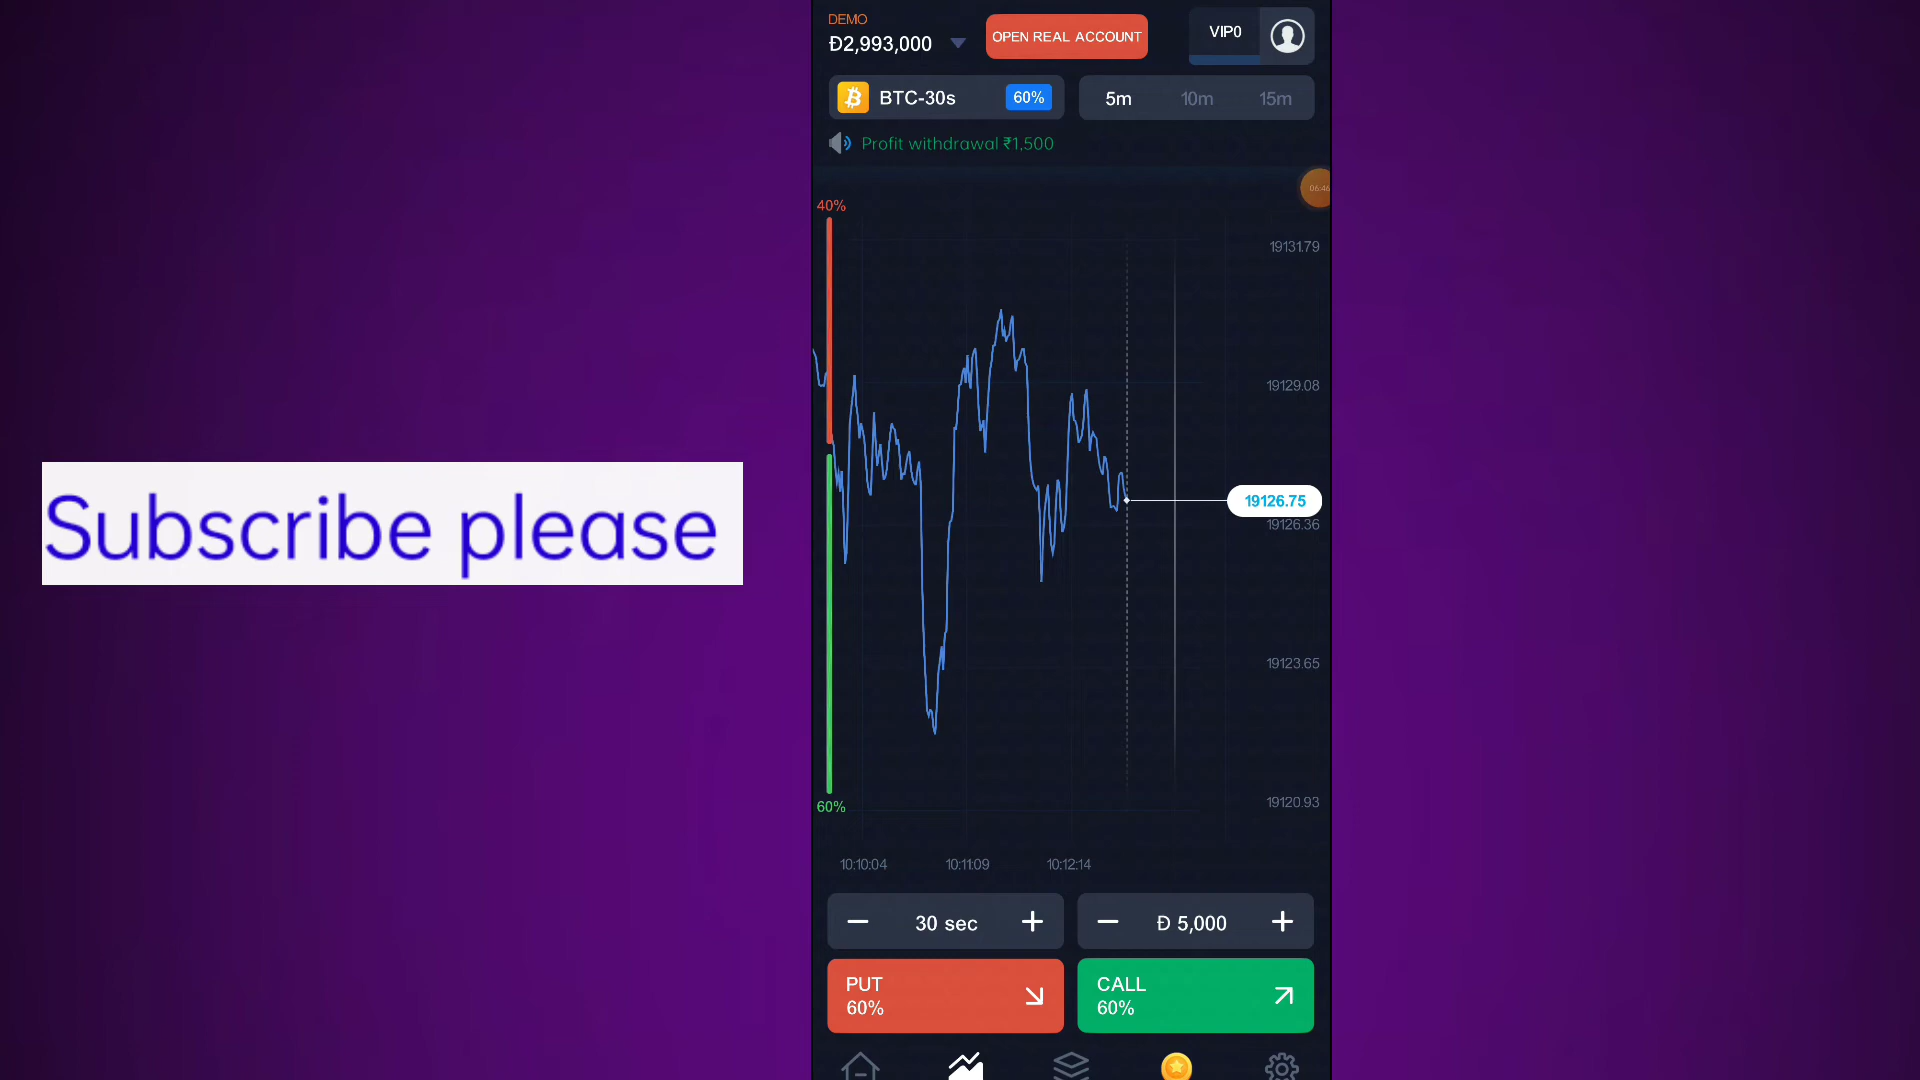 DEMO
Đ2,993,000
OPEN REAL ACCOUNT
VIP0
BTC-30s
60%
5m
10m
15m
Profit withdrawal ₹1,500
06:46
40%
19131.79
19129.08
Subscribe please
19126.75
19126.36
19123.65
19120.93
60%
10:10:04
10:11:09
10:12:14
30 sec
Đ 5,000
PUT
60%
CALL
60%